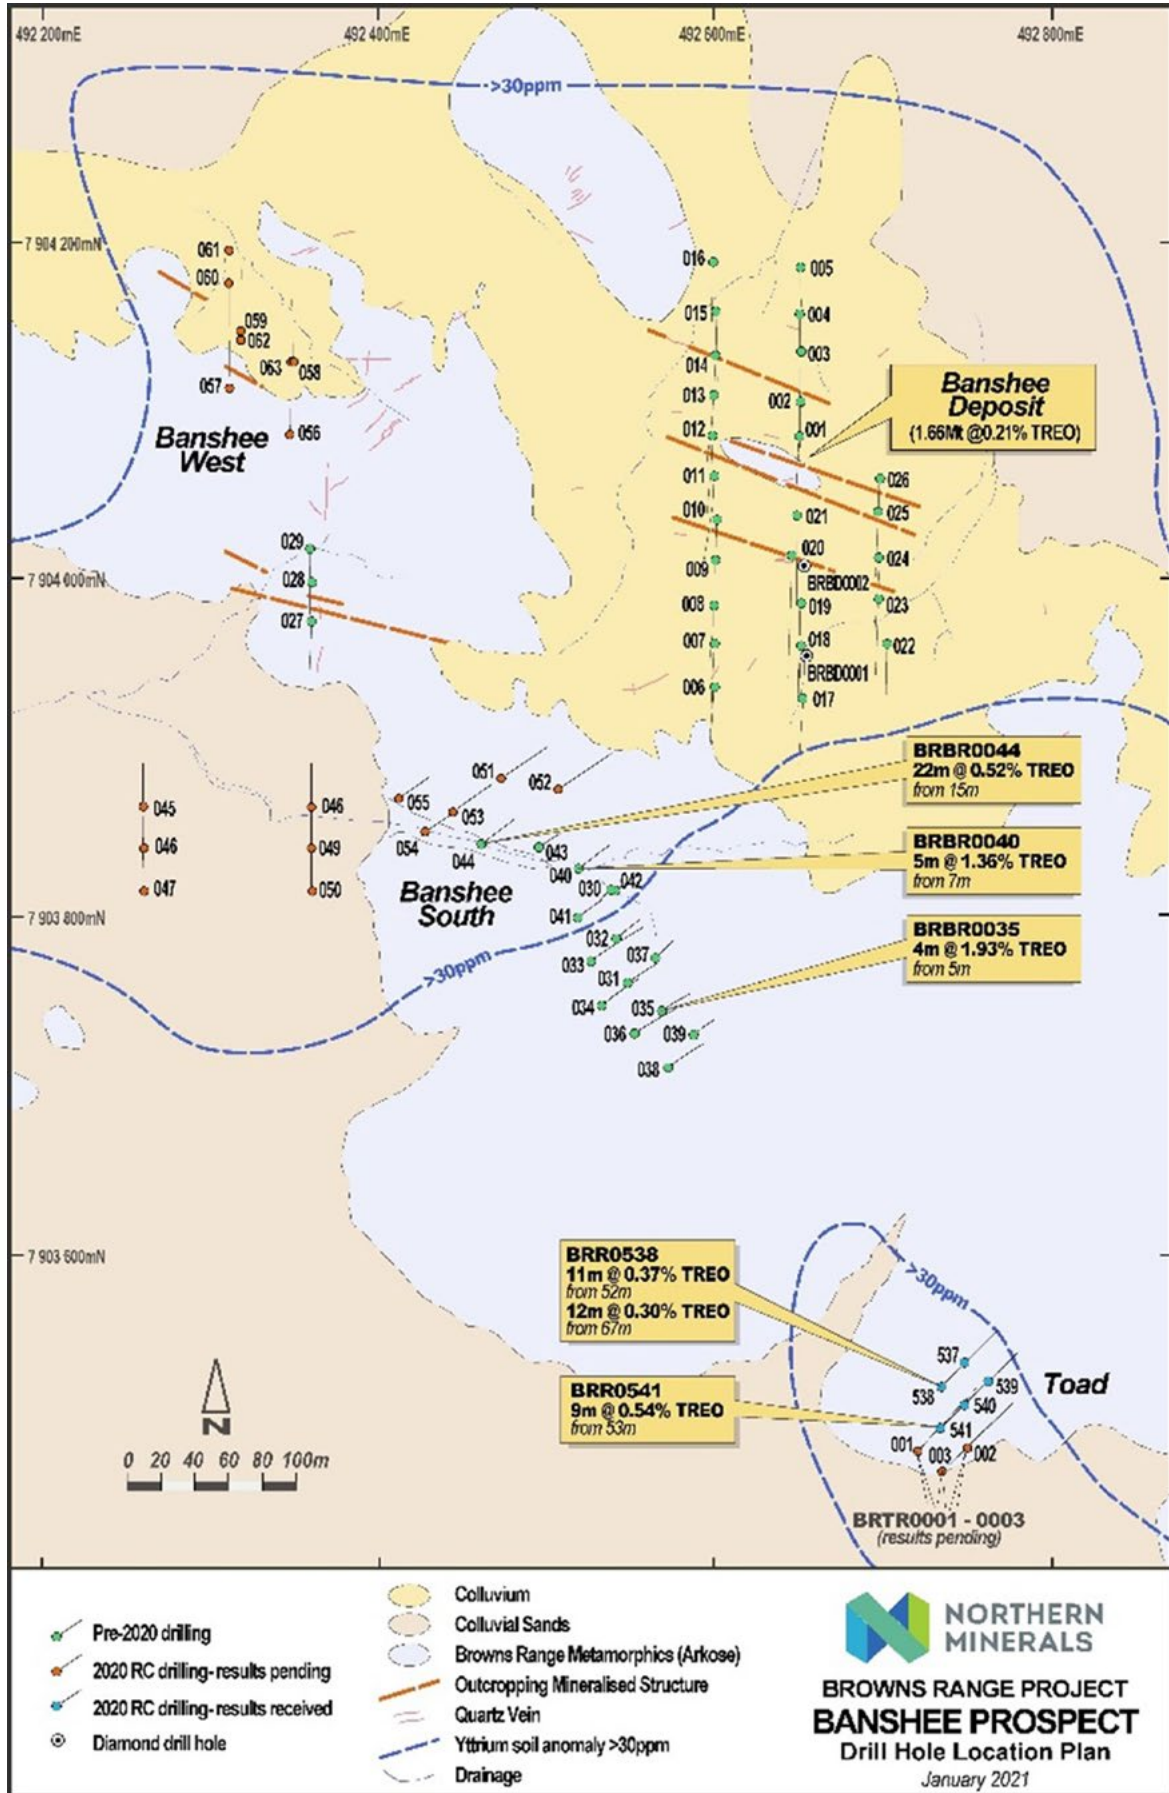 492 200mE
492 400mE
492 600mE
492 800mE
>30ppm
7 904 200mN
061
060
059
062
063
058
057
056
Banshee
West
016
005
015
004
014
003
013
002
012
001
Banshee
Deposit
(1.66Mt @0.21% TREO)
011
026
010
021
025
029
020
024
009
7 904 000mN
028
BRBD0002
008
019
023
027
007
018
022
BRBD0001
006
017
051
052
055
053
045
046
054
044
043
046
049
040
030
042
047
050
Banshee
South
041
BRBR0044
22m @ 0.52% TREO
from 15m
BRBR0040
5m @ 1.36% TREO
from 7m
7 903 800mN
BRBR0035
4m @ 1.93% TREO
from 5m
032
033
037
>30ppm
031
034
035
036
039
038
7 903 600mN
BRR0538
11m @ 0.37% TREO
from 52m
12m @ 0.30% TREO
from 67m
>30ppm
537
538
539
Toad
540
BRR0541
9m @ 0.54% TREO
from 53m
541
001
003
002
BRTR0001 - 0003
(results pending)
N
0 20 40 60 80 100m
Pre-2020 drilling
2020 RC drilling- results pending
2020 RC drilling- results received
Diamond drill hole
Colluvium
Colluvial Sands
Browns Range Metamorphics (Arkose)
Outcropping Mineralised Structure
Quartz Vein
Yttrium soil anomaly >30ppm
Drainage
NORTHERN
MINERALS
BROWNS RANGE PROJECT
BANSHEE PROSPECT
Drill Hole Location Plan
January 2021